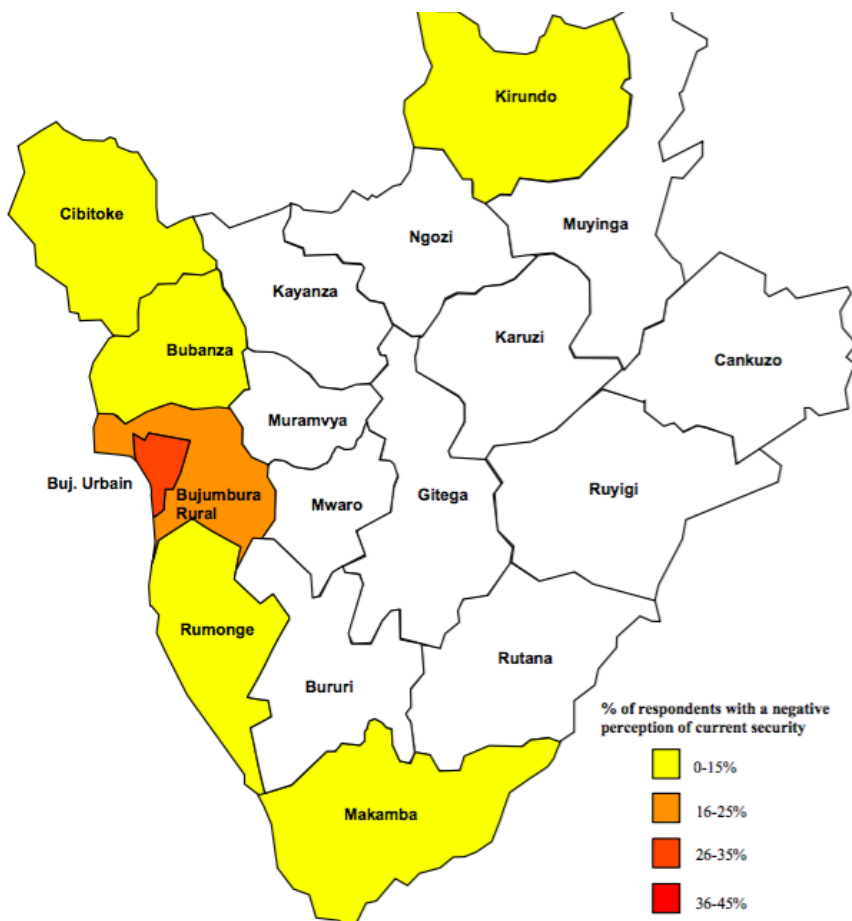 Kirundo
Cibitoke
Ngozi
Muyinga
Kayanza
Karuzi
Bubanza
Cankuzo
Muramvya
Buj. Urbain
Bujumbura
Rural
Mwaro
Gitega
Ruyigi
Rumonge
Rutana
Bururi
Makamba
% of respondents with a negative
perception of current security
0-15%
16-25%
26-35%
36-45%